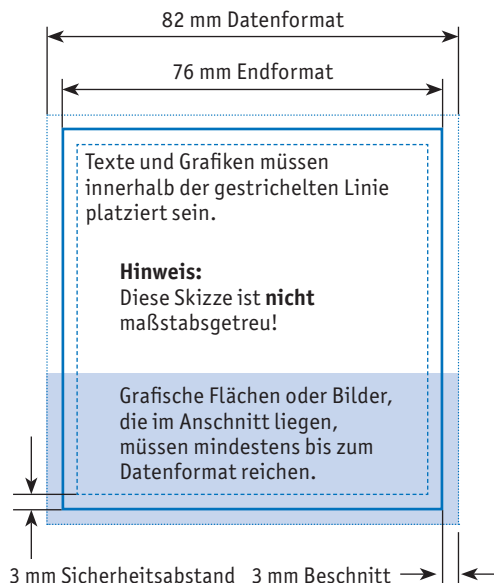 82 mm Datenformat
76 mm Endformat
Texte und Grafiken müssen
innerhalb der gestrichelten Linie
platziert sein.
Hinweis:
Diese Skizze ist nicht
maßstabsgetreu!
Grafische Flächen oder Bilder,
die im Anschnitt liegen,
müssen mindestens bis zum
Datenformat reichen.
3 mm Sicherheitsabstand 3 mm Beschnitt